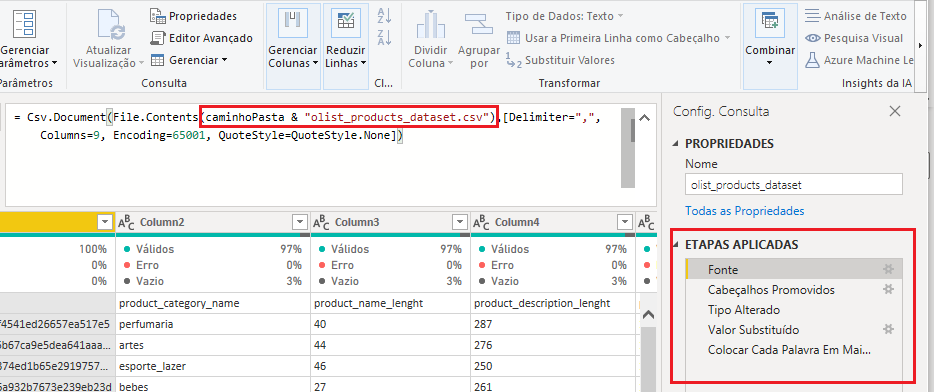 Gerenciar
Parâmetros
Parâmetros
Atualizar
Visualização
Propriedades
Editor Avançado
Gerenciar
Consulta
Gerenciar
Colunas
Reduzir
Linhas
Cl...
Dividir
Coluna
Agrupar
por
Tipo de Dados: Texto
Usar a Primeira Linha como Cabeçalho
Substituir Valores
Transformar
Combinar
Análise de Texto
Pesquisa Visual
Azure Machine Le
Insights da IA
= Csv.Document(File.Contents(caminhoPasta & "olist_products_dataset.csv"),[Delimiter=",",
Columns=9, Encoding=65001, QuoteStyle=QuoteStyle.None])
Column2 Column3 Column4
100% Válidos 97% Válidos 97% Válidos 97%
0% Erro 0% Erro 0% Erro 0%
0% Vazio 3% Vazio 3% Vazio 3%
product_category_name product_name_lenght product_description_lenght
f4541ed26657ea517e5 perfumaria 40 287
5b67ca9e5dea641aaa... artes 44 276
374ed1b65e2919757... esporte_lazer 46 250
5a932b7673e239eb23d bebes 27 261
Config. Consulta
PROPRIEDADES
Nome
olist_products_dataset
Todas as Propriedades
ETAPAS APLICADAS
Fonte
Cabeçalhos Promovidos
Tipo Alterado
Valor Substituído
Colocar Cada Palavra Em Mai...